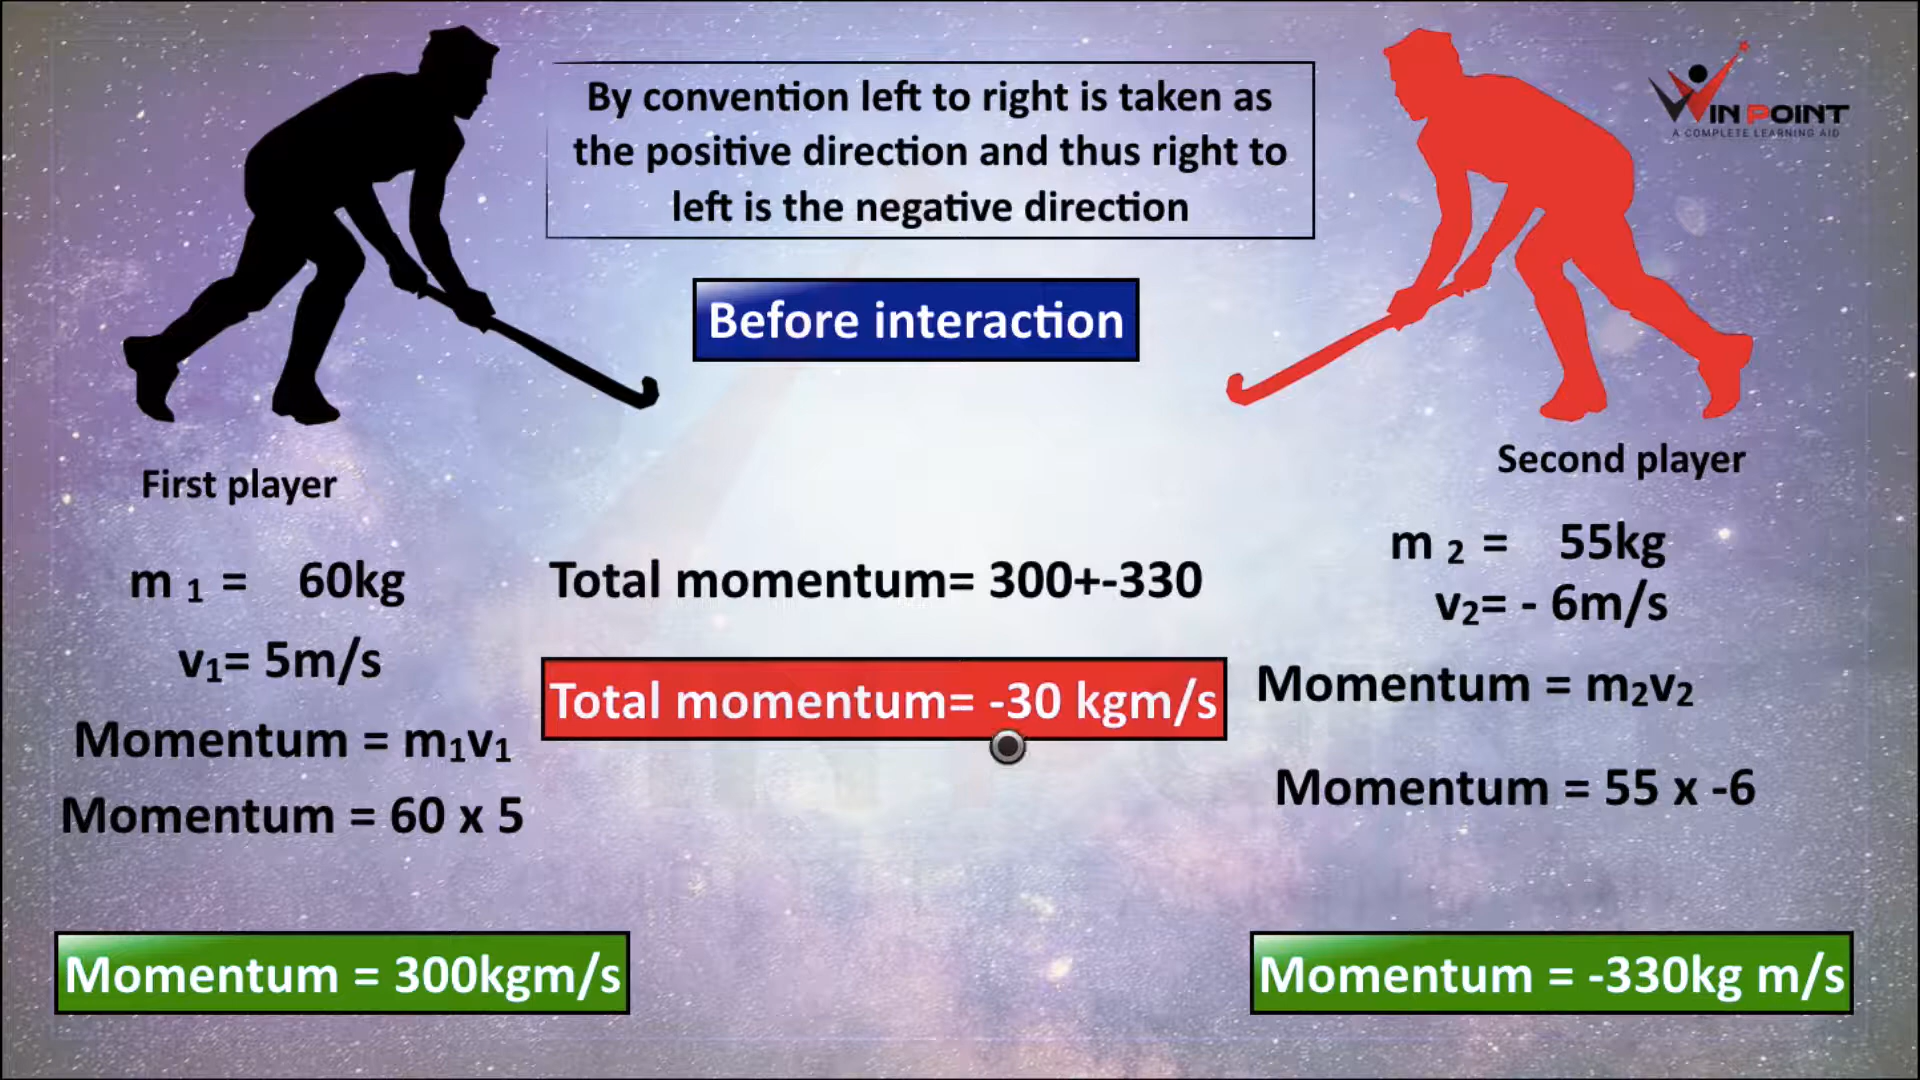 By convention left to right is taken as
the positive direction and thus right to
left is the negative direction
WIN POINT
A COMPLETE LEARNING AID
Before interaction
First player
m 1 = 60kg
v1= 5m/s
Momentum = m1v1
Momentum = 60 x 5
Momentum = 300kgm/s
Total momentum= 300+-330
Total momentum= -30 kgm/s
Second player
m 2 = 55kg
v2= - 6m/s
Momentum = m2v2
Momentum = 55 x -6
Momentum = -330kg m/s